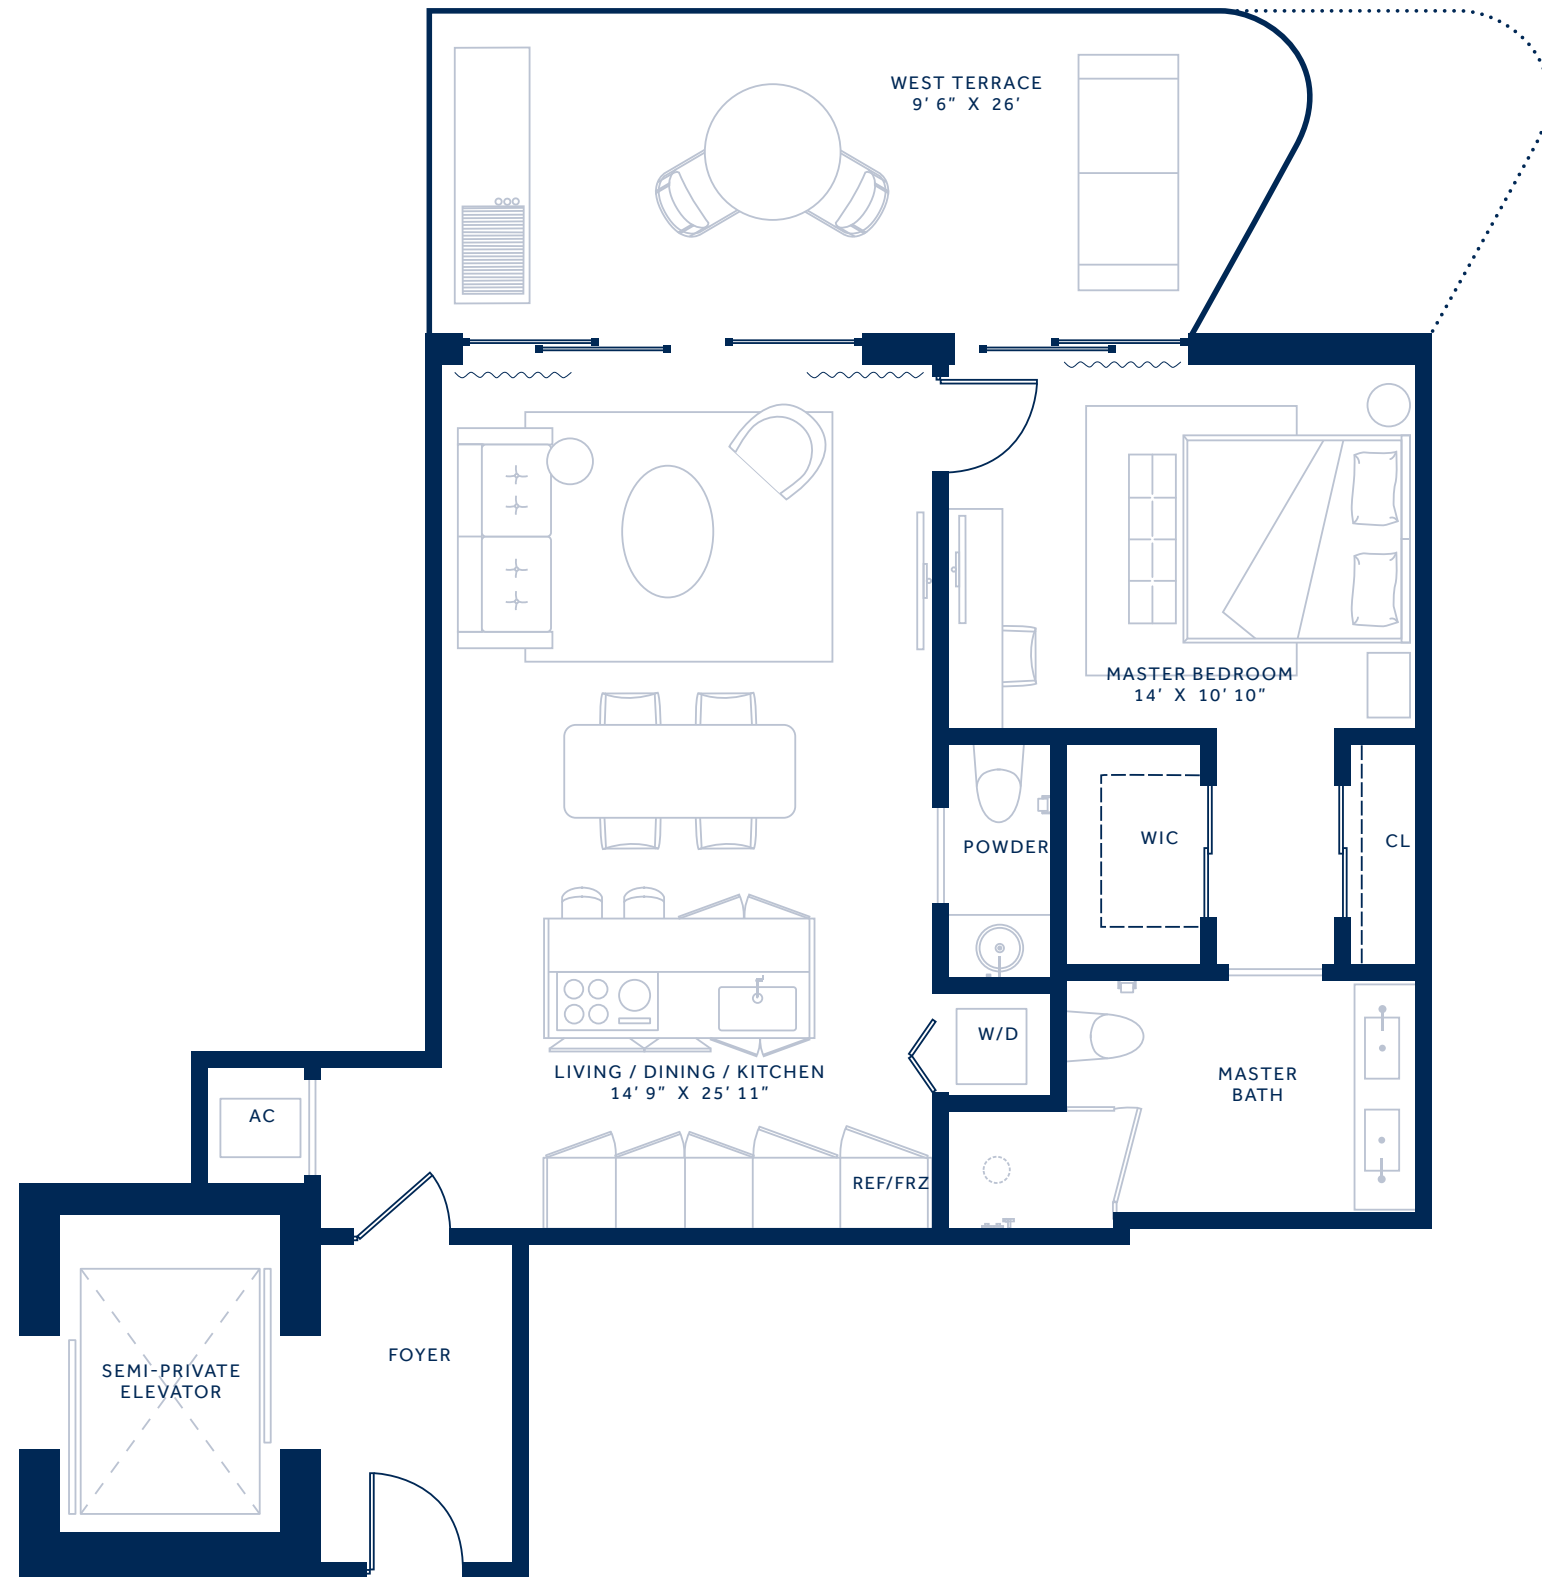 WEST TERRACE
9’ 6” X 26’
MASTER BEDROOM
14’ X 10’ 10”
POWDER
WIC
CL
W/D
LIVING / DINING / KITCHEN
14’ 9” X 25’ 11”
MASTER
BATH
AC
REF/FRZ
FOYER
SEMI-PRIVATE
ELEVATOR